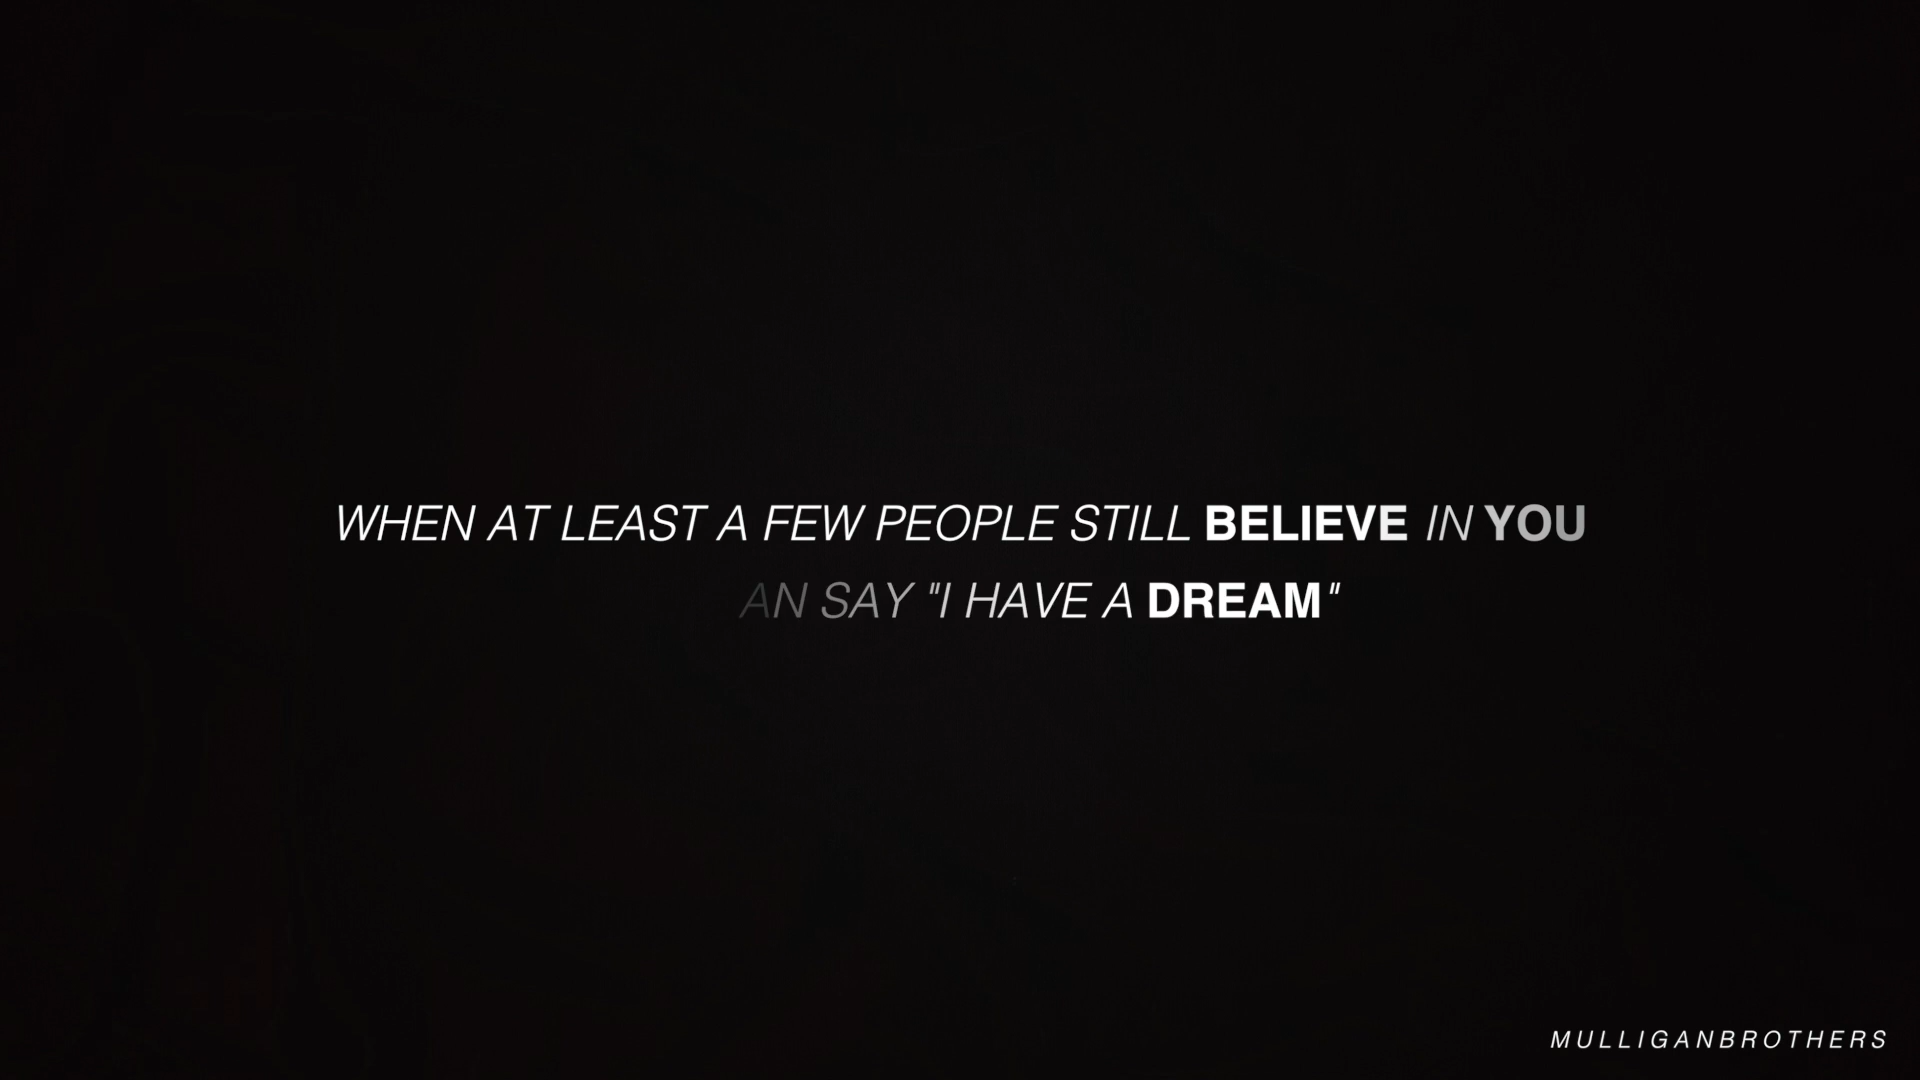 WHEN AT LEAST A FEW PEOPLE STILL BELIEVE IN YOU
AN SAY "I HAVE A DREAM"
MULLIGANBROTHERS